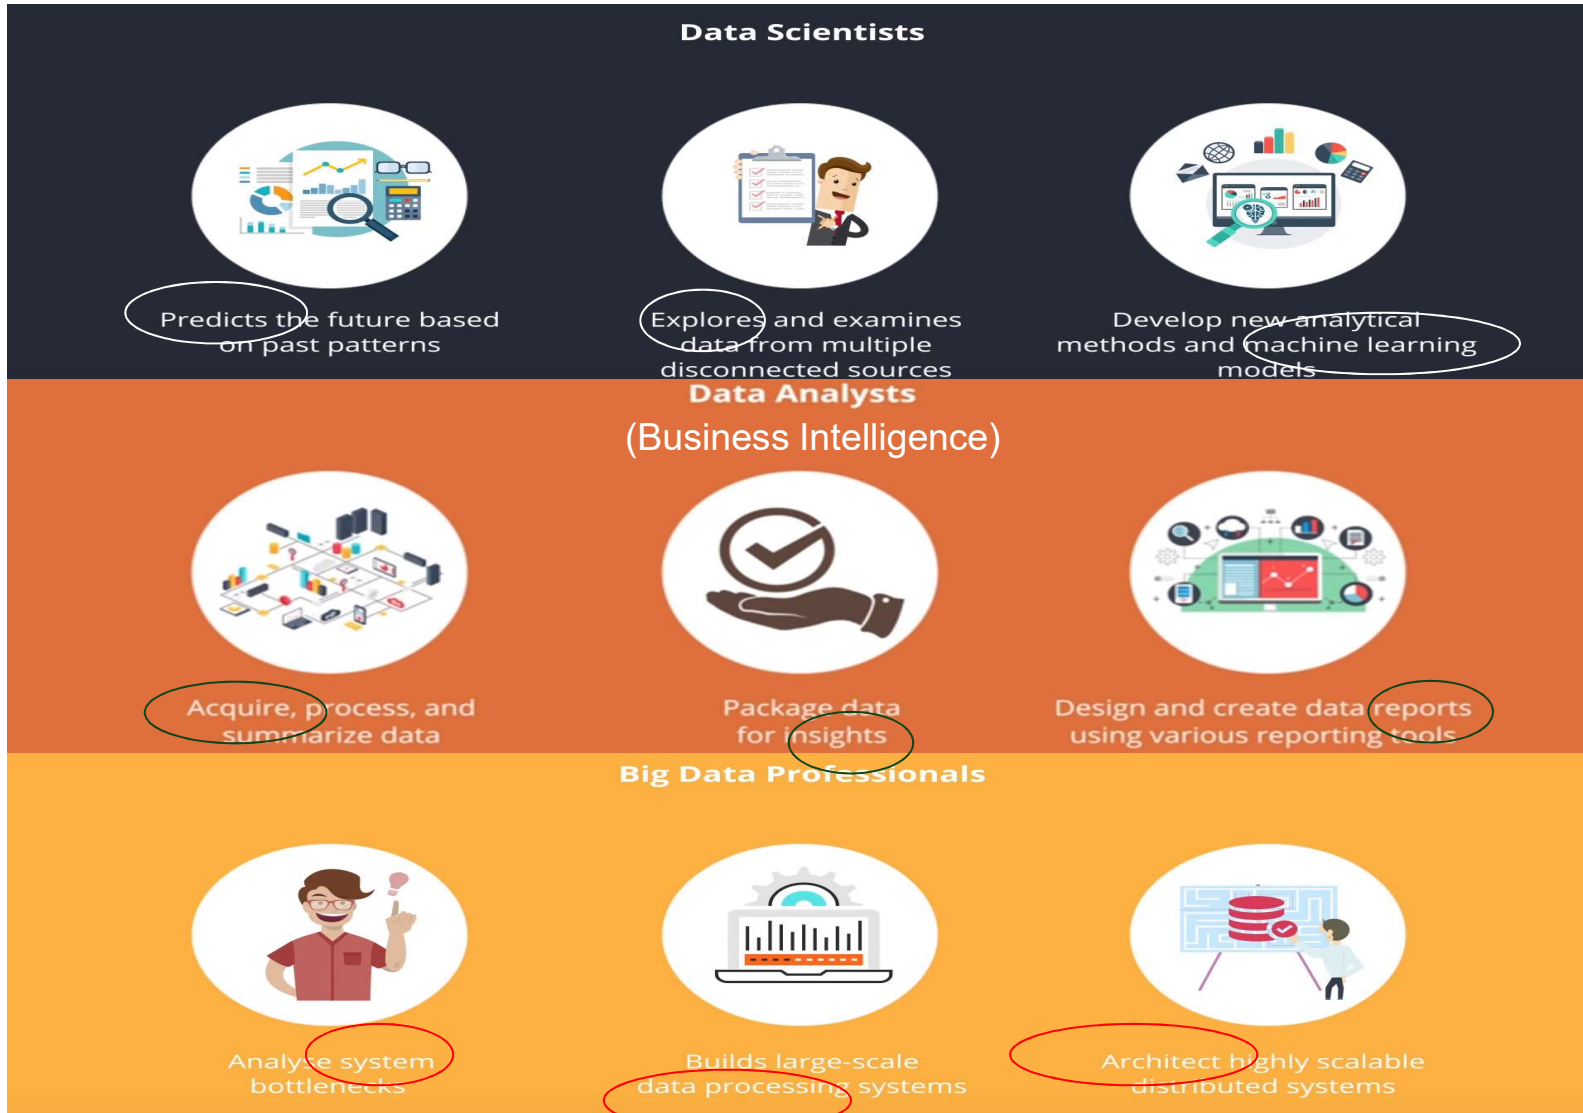 Data Scientists
Predicts the future based
on past patterns
Explores and examines
data from multiple
disconnected sources
Develop new analytical
methods and machine learning
models
Data Analysts
(Business Intelligence)
Acquire, process, and
summarize data
Package data
for insights
Design and create data reports
using various reporting tools
Big Data Professionals
Analyse system
bottlenecks
Builds large-scale
data processing systems
Architect highly scalable
distributed systems